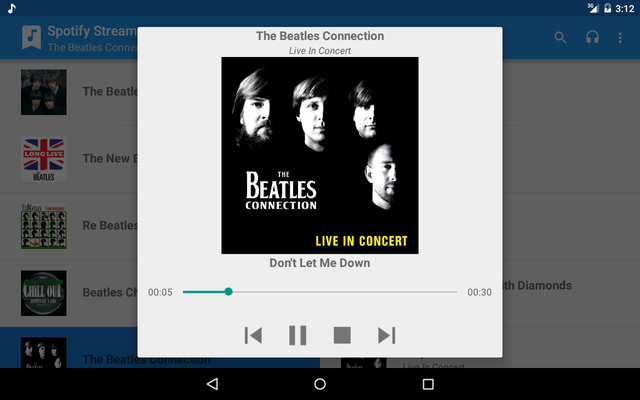 3G
3:12
Spotify Stream
The Beatles Connec
The Beatles Connection
Live In Concert
The Beatle
LONG LIVE
THE
BEATLES
The New B
THE
BEATLES
CONNECTION
LIVE IN CONCERT
Re Beatles
Don't Let Me Down
Beatles Ch
CHILL OUT
th Diamonds
00:05
00:30
The Beatles Connection
Live In Concert